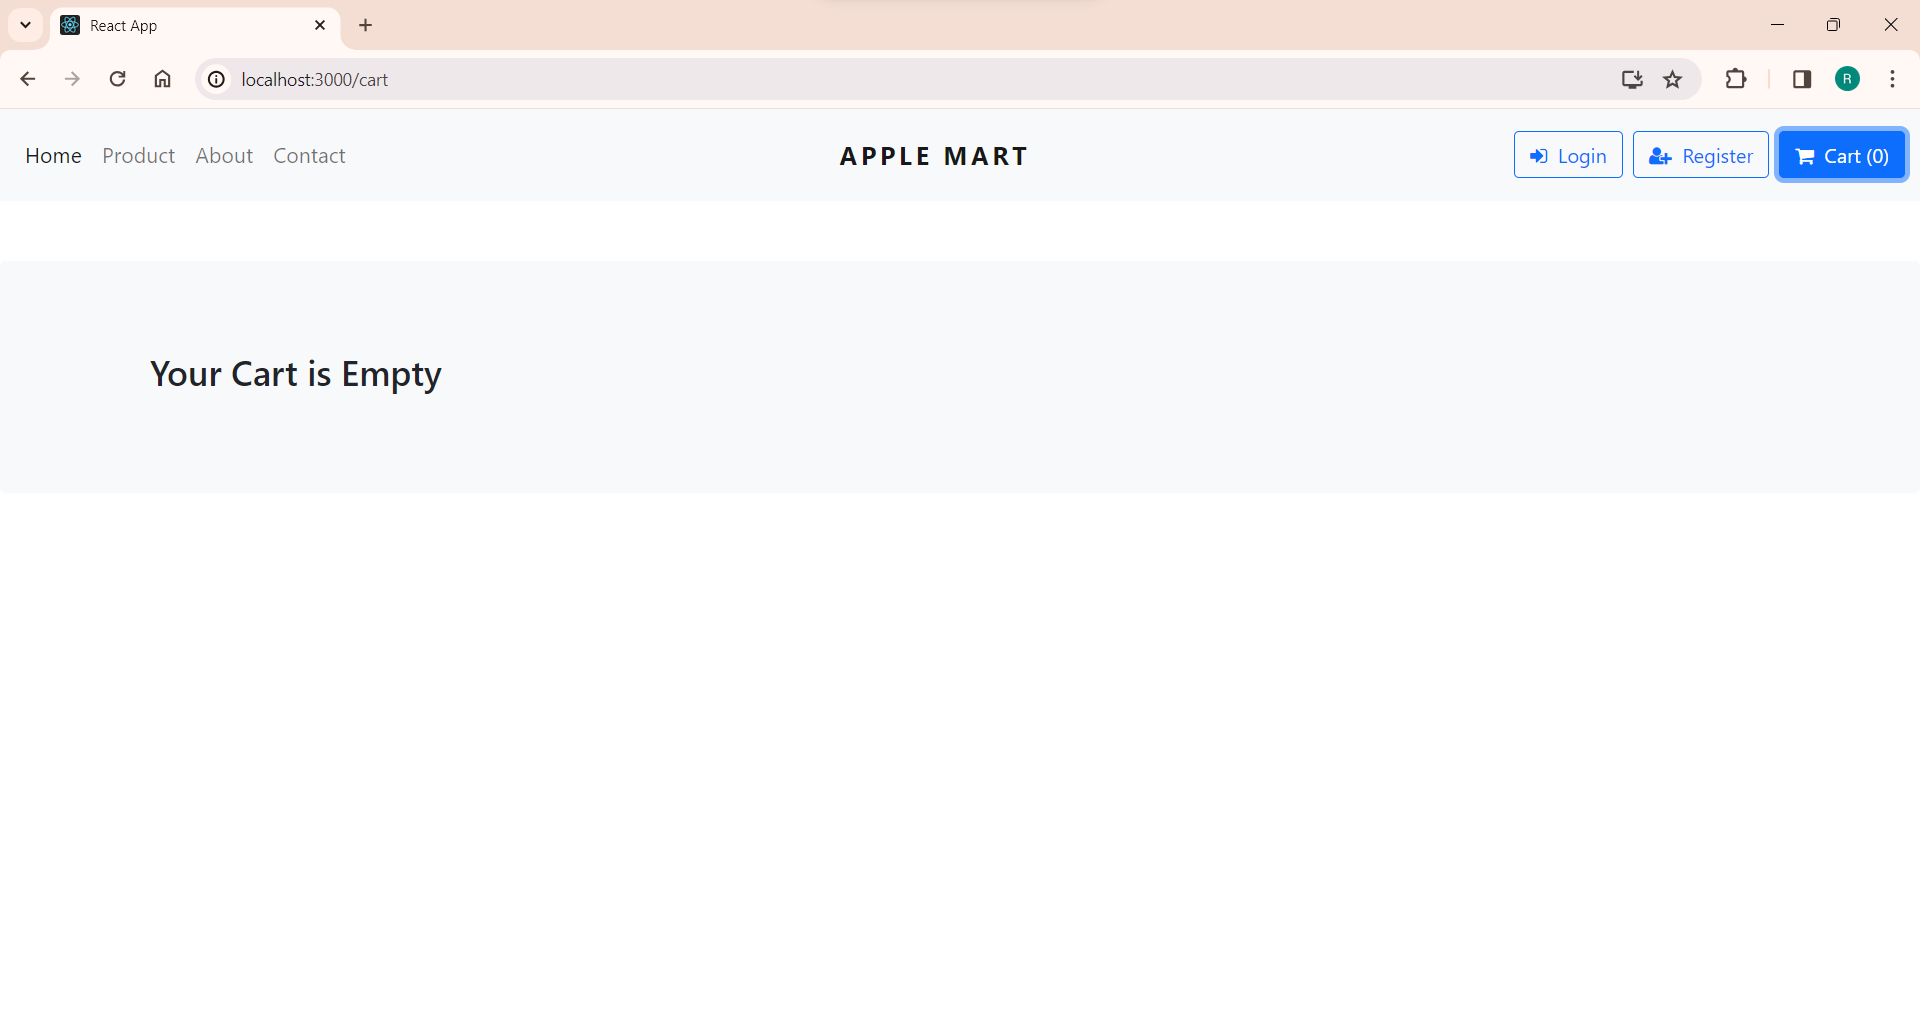 React App
localhost:3000/cart
R
Home Product About Contact
APPLE MART
Login Register Cart (0)
Your Cart is Empty